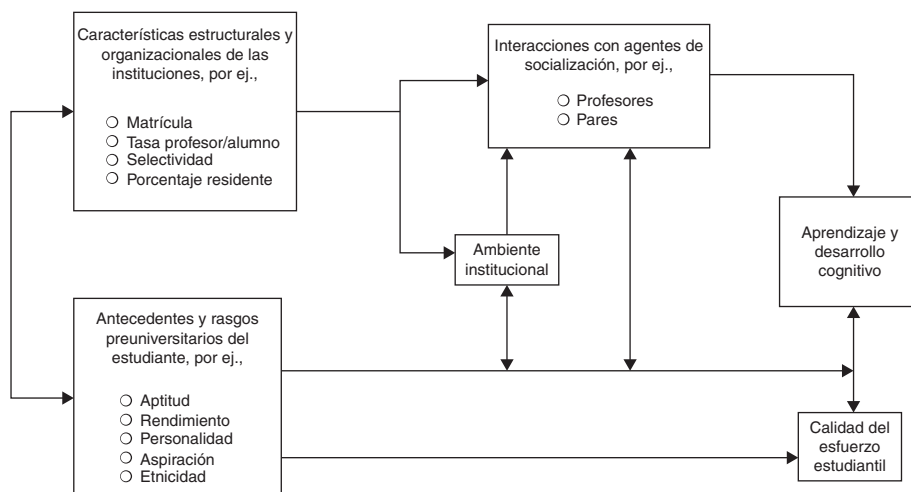 Características estructurales y
organizacionales de las
instituciones, por ej.,
Matrícula
Tasa profesor/alumno
Selectividad
Porcentaje residente
Interacciones con agentes de
socialización, por ej.,
Profesores
Pares
Ambiente
institucional
Aprendizaje y
desarrollo
cognitivo
Antecedentes y rasgos
preuniversitarios del
estudiante, por ej.,
Aptitud
Rendimiento
Personalidad
Aspiración
Etnicidad
Calidad del
esfuerzo
estudiantil